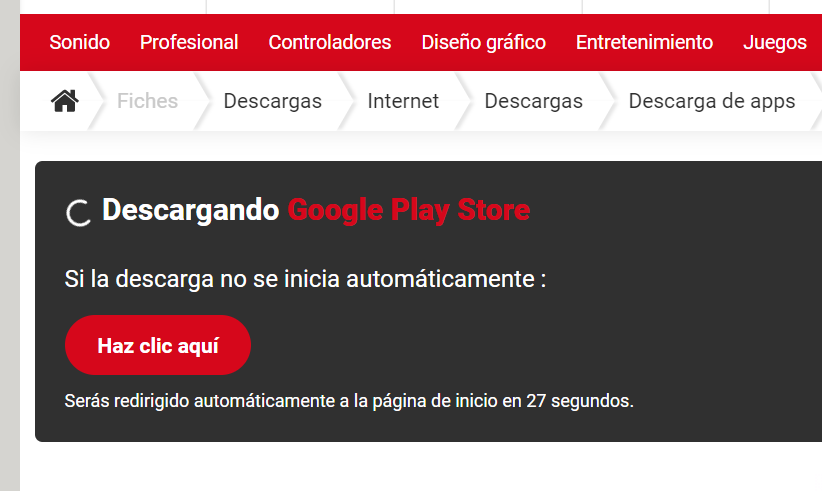 Sonido Profesional Controladores Diseño gráfico Entretenimiento Juegos
Fiches Descargas Internet Descargas Descarga de apps
Descargando Google Play Store
Si la descarga no se inicia automáticamente :
Haz clic aquí
Serás redirigido automáticamente a la página de inicio en 27 segundos.